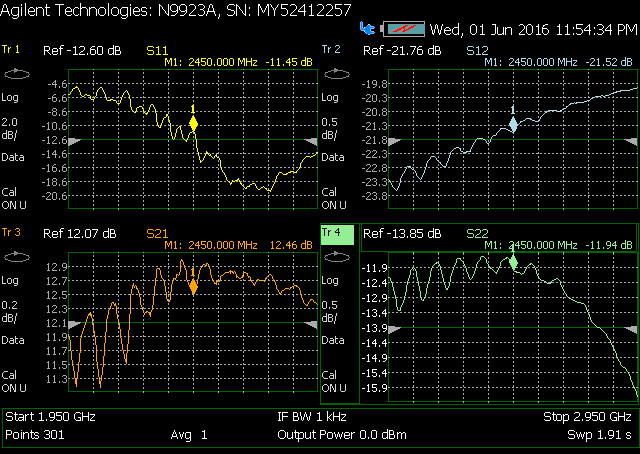 Agilent Technologies: N9923A, SN: MY52412257
Wed, 01 Jun 2016 11:54:34 PM
Tr 1 Ref -12.60 dB S11
M1: 2450.000 MHz -11.45 dB
Log
2.0
dB/
Data
Cal
ON U
-4.6
-6.6
-8.6
-10.6
-12.6
-14.6
-16.6
-18.6
-20.6
1
Tr 2 Ref -21.76 dB S12
M1: 2450.000 MHz -21.52 dB
Log
0.5
dB/
Data
Cal
ON U
-19.8
-20.3
-20.8
-21.3
-21.8
-22.3
-22.8
-23.3
-23.8
1
Tr 3 Ref 12.07 dB S21
M1: 2450.000 MHz 12.46 dB
Log
0.2
dB/
Data
Cal
ON U
12.9
12.7
12.5
12.3
12.1
11.9
11.7
11.5
11.3
1
Tr 4 Ref -13.85 dB S22
M1: 2450.000 MHz -11.94 dB
Log
0.5
dB/
Data
Cal
ON U
-11.9
-12.4
-12.9
-13.4
-13.9
-14.4
-14.9
-15.4
-15.9
1
Start 1.950 GHz IF BW 1 kHz Stop 2.950 GHz
Points 301 Avg 1 Output Power 0.0 dBm Swp 1.91 s